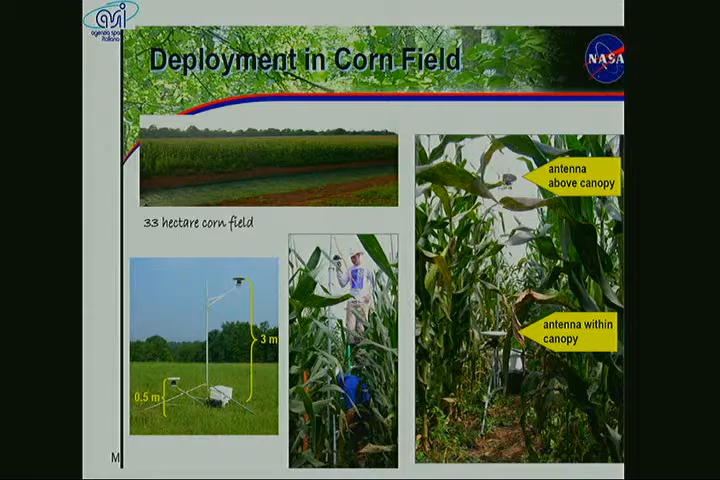 asi
agenzia spaziale
italiana
Deployment in Corn Field
NASA
antenna
above canopy
33 hectare corn field
antenna within
canopy
3 m
0.5 m
M